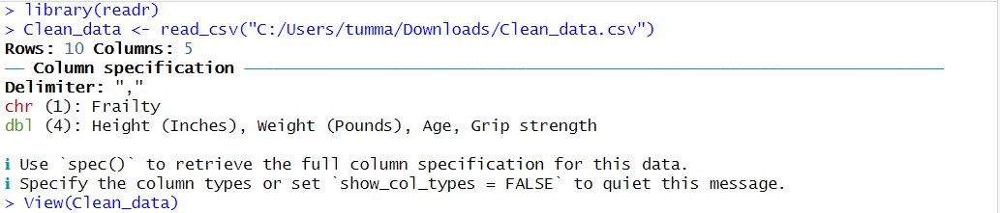 > library(readr)
> Clean_data <- read_csv("C:/Users/tumma/Downloads/Clean_data.csv")
Rows: 10 Columns: 5
── Column specification ────────────────────────────────────────────────────────
Delimiter: ","
chr (1): Frailty
dbl (4): Height (Inches), Weight (Pounds), Age, Grip strength

ℹ Use `spec()` to retrieve the full column specification for this data.
ℹ Specify the column types or set `show_col_types = FALSE` to quiet this message.
> View(Clean_data)